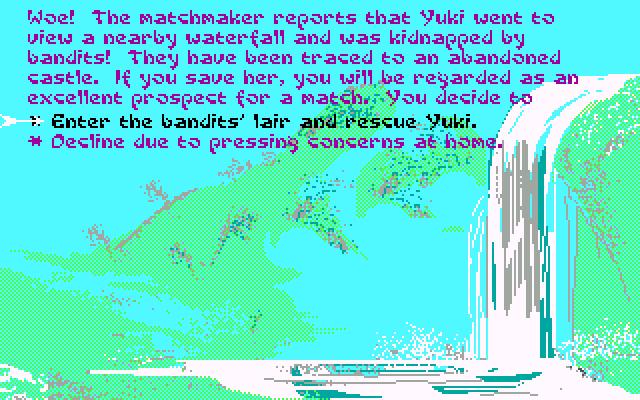 Woe!  The matchmaker reports that Yuki went to
view a nearby waterfall and was kidnapped by
bandits!  They have been traced to an abandoned
castle.  If you save her, you will be regarded as an
excellent prospect for a match.  You decide to
* Enter the bandits' lair and rescue Yuki.
* Decline due to pressing concerns at home.